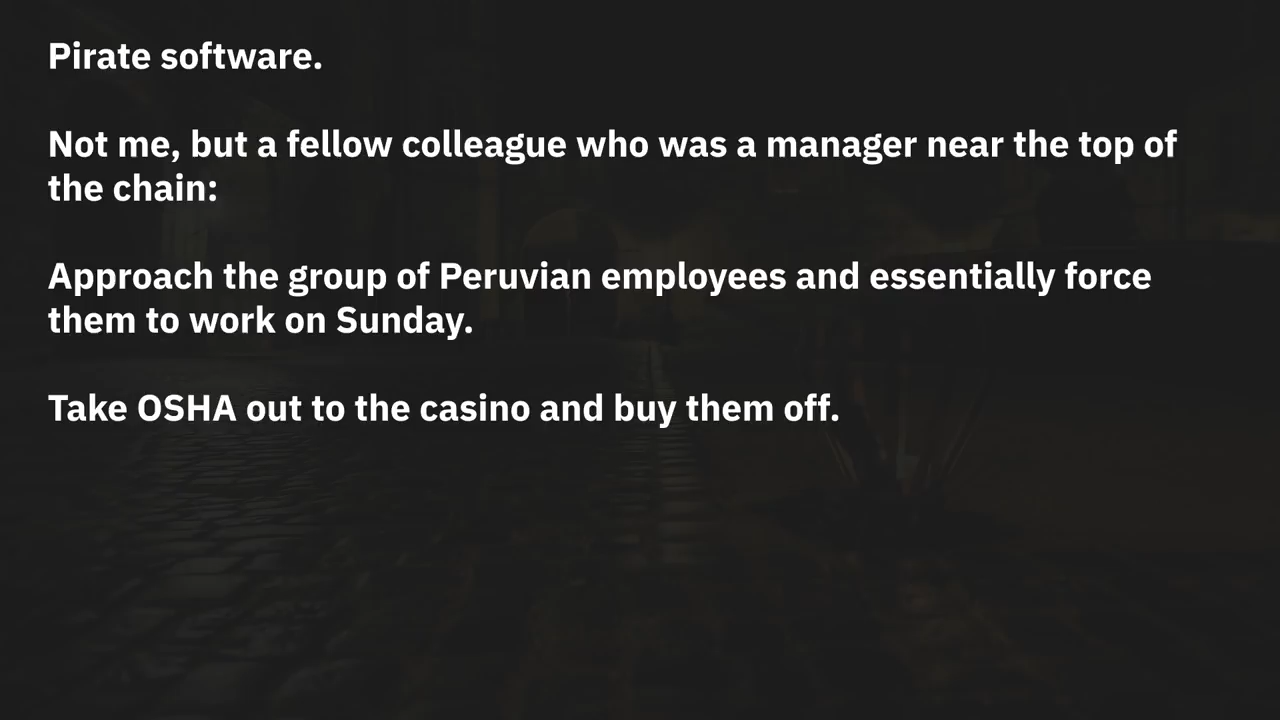 Pirate software.
Not me, but a fellow colleague who was a manager near the top of
the chain:
Approach the group of Peruvian employees and essentially force
them to work on Sunday.
Take OSHA out to the casino and buy them off.